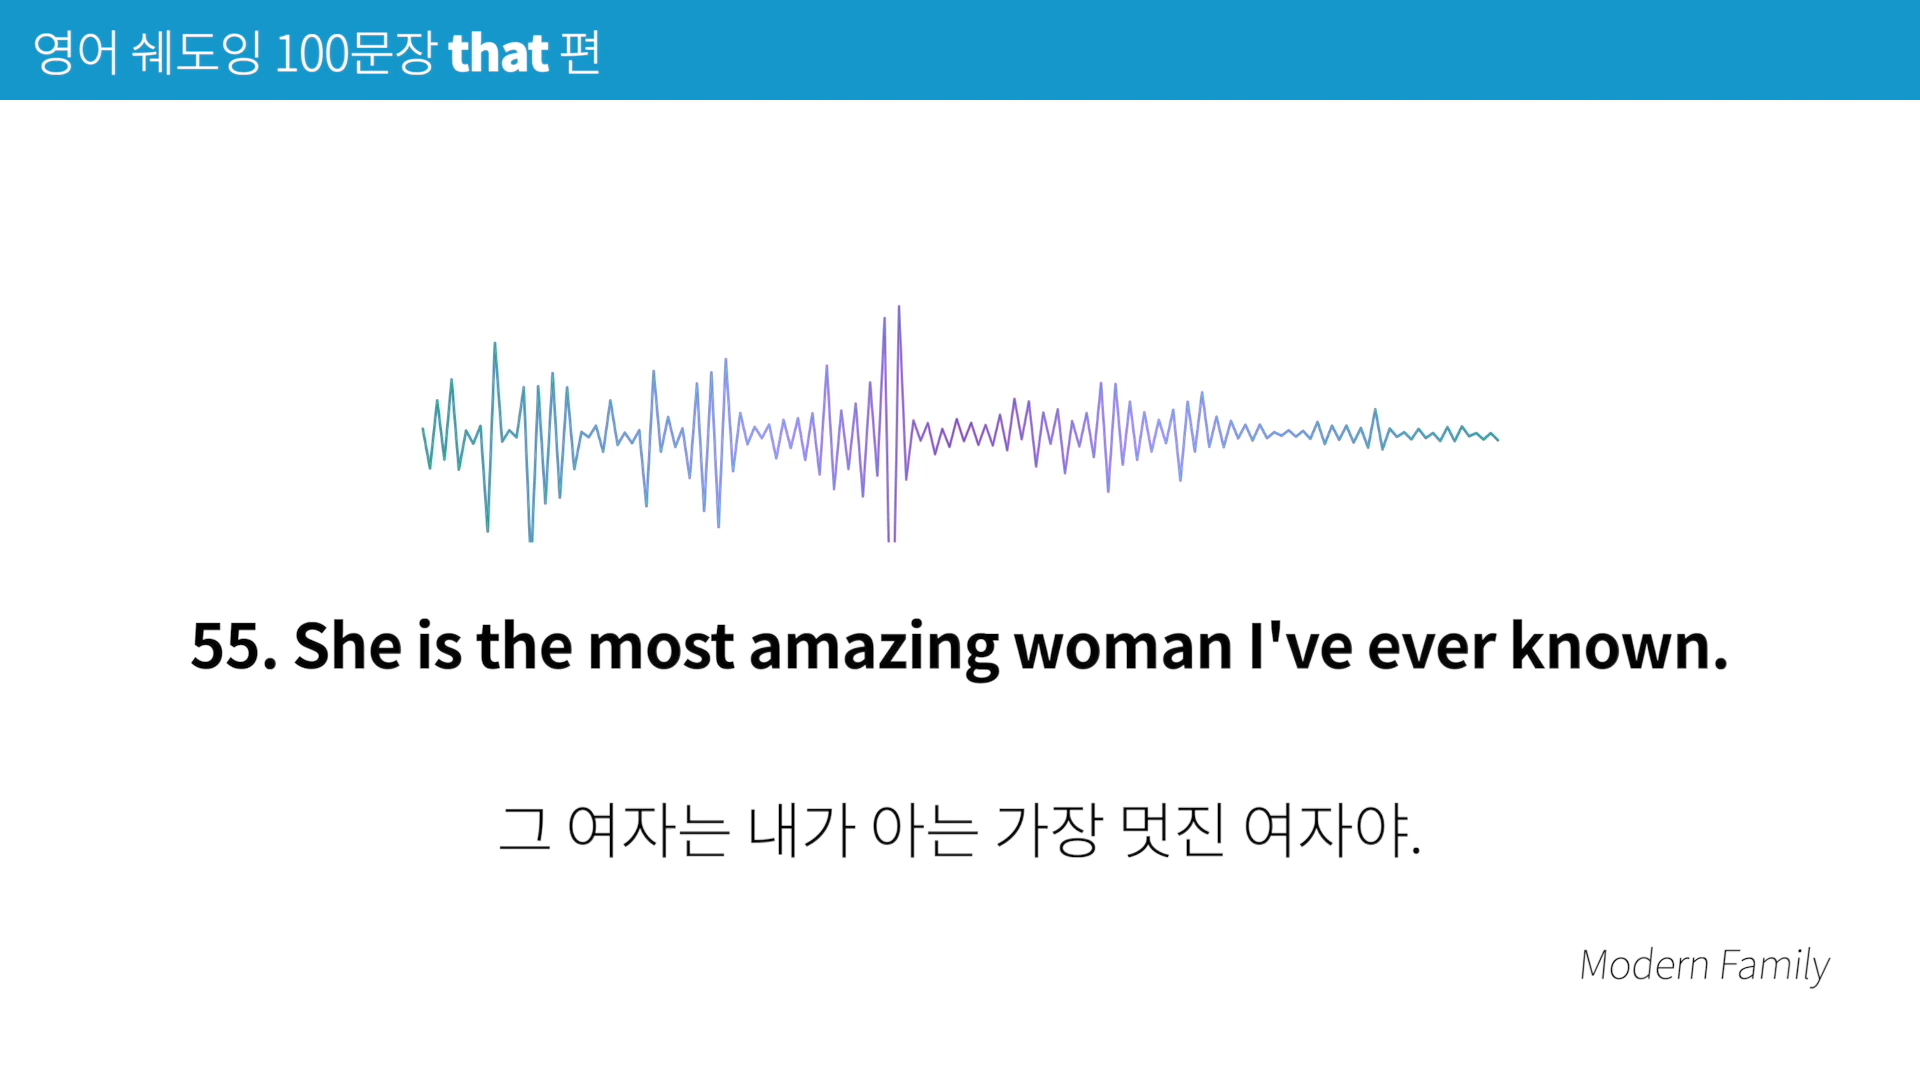 영어 쉐도잉 100문장 that 편
55. She is the most amazing woman I've ever known.
그 여자는 내가 아는 가장 멋진 여자야.
Modern Family